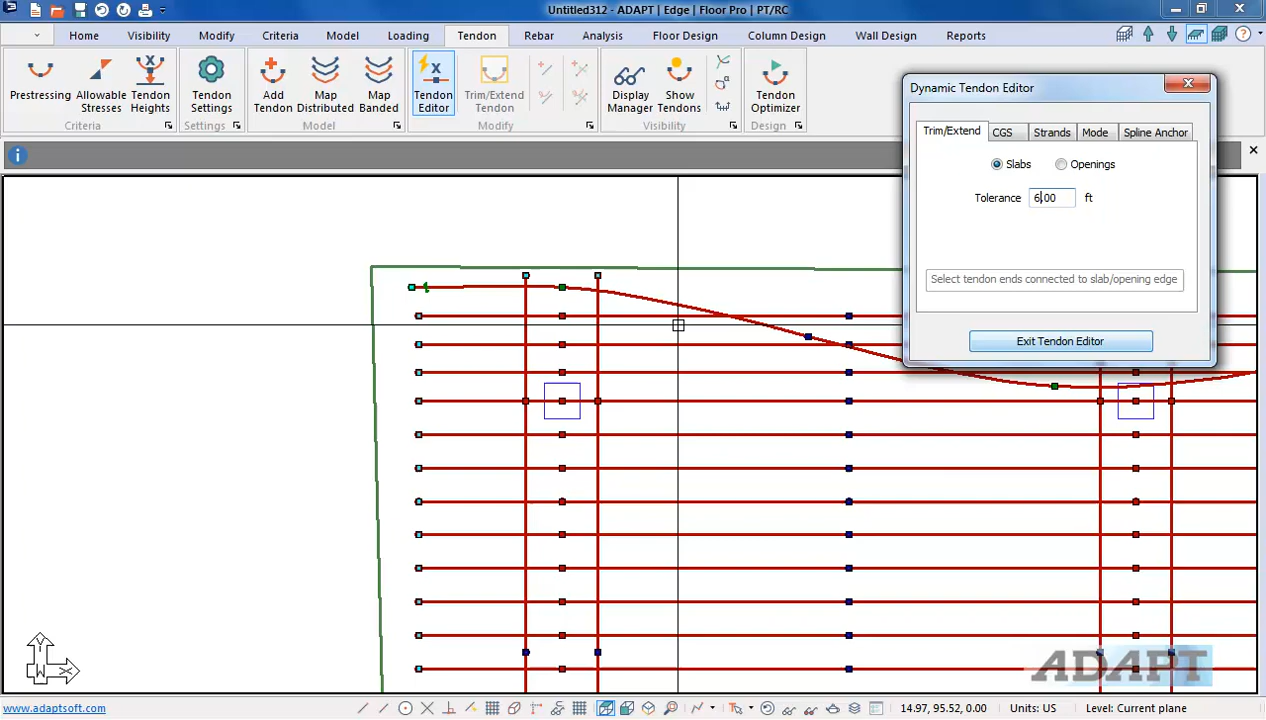 Untitled312 - ADAPT | Edge | Floor Pro | PT/RC
Home Visibility Modify Criteria Model Loading Tendon Rebar Analysis Floor Design Column Design Wall Design Reports
Prestressing
Allowable Stresses
Tendon Heights
Criteria
Tendon Settings
Settings
Add Tendon
Map Distributed
Map Banded
Model
Tendon Editor
Trim/Extend Tendon
Modify
Display Manager
Show Tendons
Visibility
Tendon Optimizer
Design
Dynamic Tendon Editor
Trim/Extend CGS Strands Mode Spline Anchor
Slabs Openings
Tolerance 6.00 ft
Select tendon ends connected to slab/opening edge
Exit Tendon Editor
Y
W X
ADAPT
www.adaptsoft.com
14.97, 95.52, 0.00 Units: US Level: Current plane